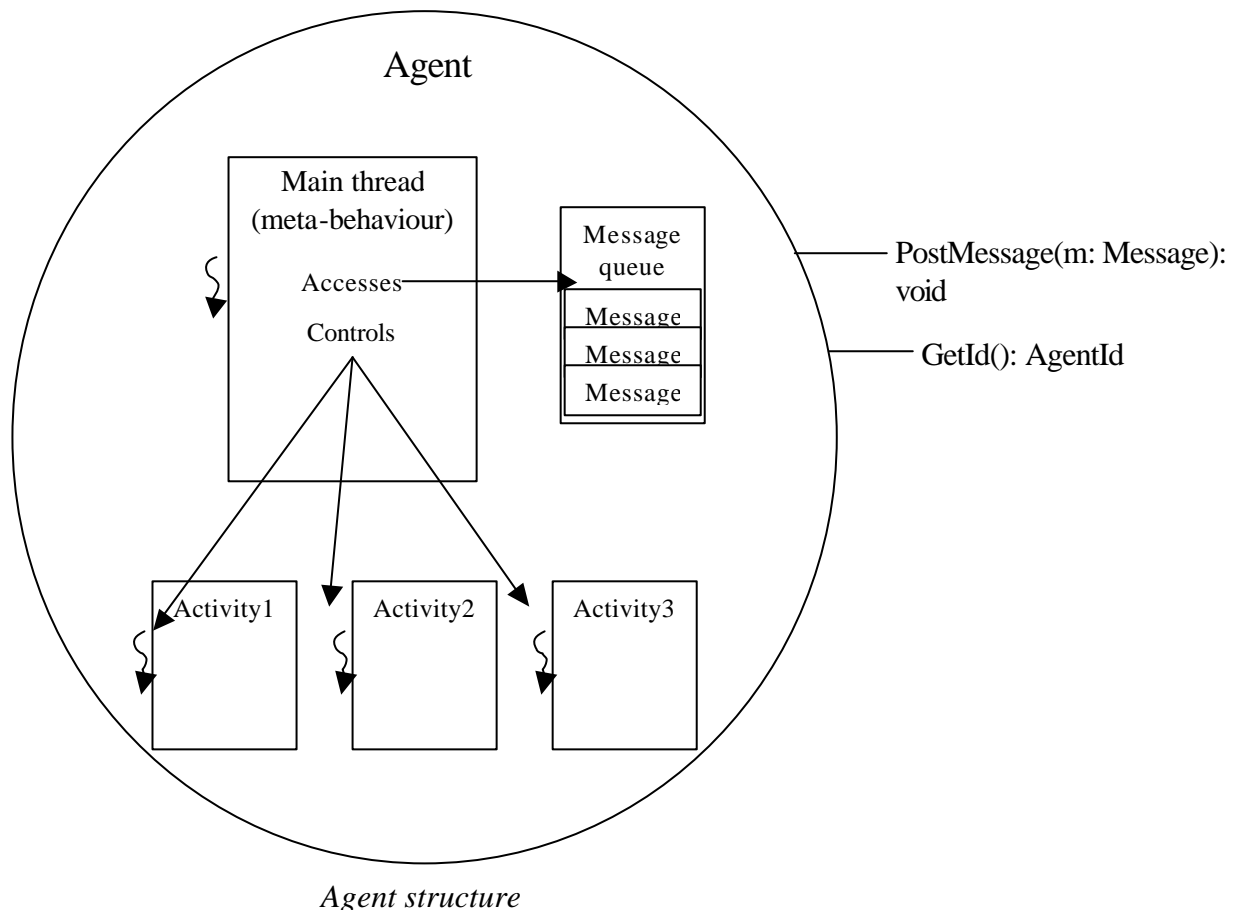 Agent
Main thread
(meta-behaviour)
Accesses
Controls
Message
queue
Message
Message
Message
PostMessage(m: Message):
void
GetId(): AgentId
Activity1
Activity2
Activity3
Agent structure